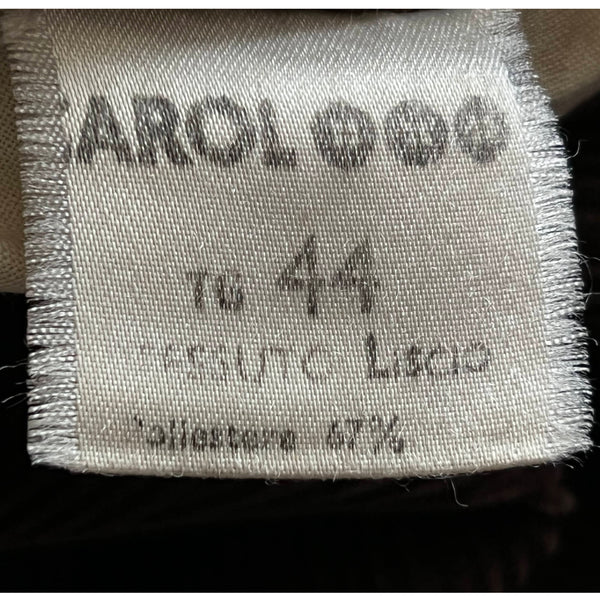 CAROL
TG 44
TESSUTO Liscio
Poliestere 67%